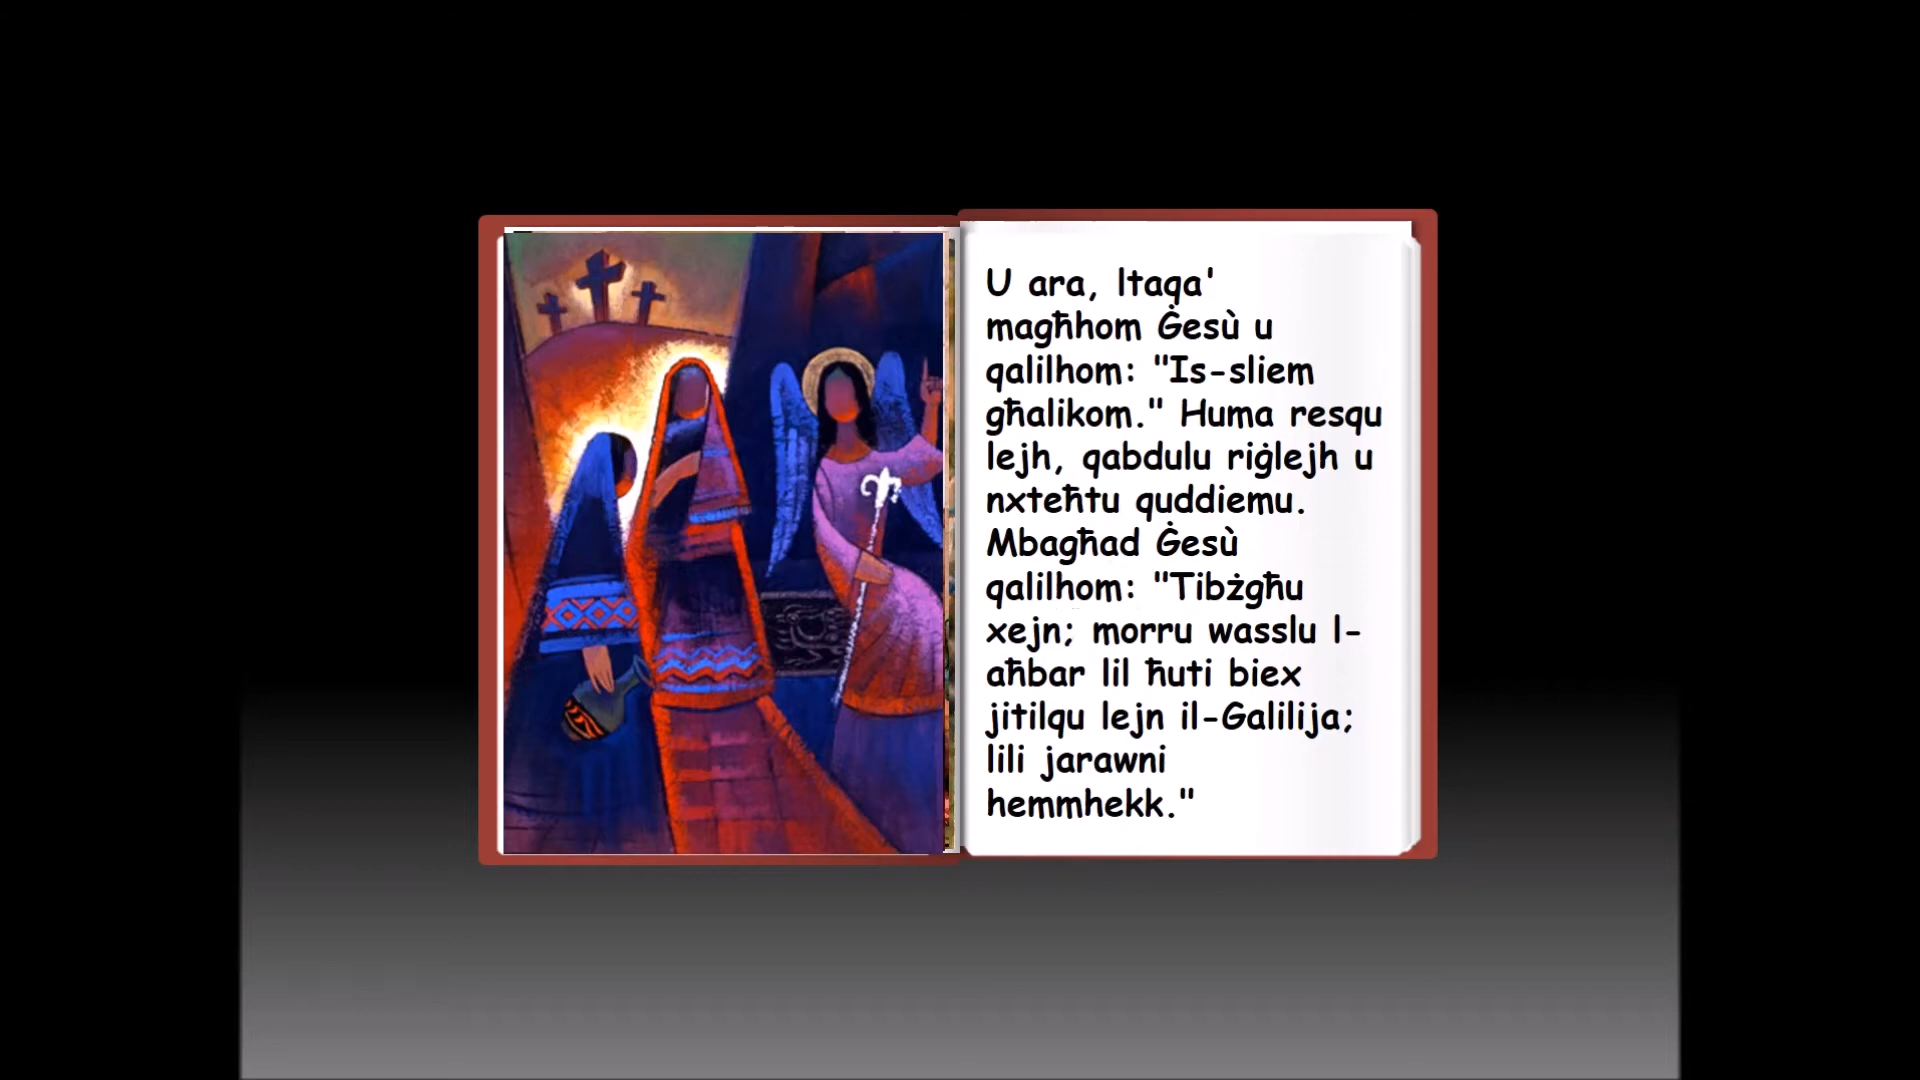 U ara, ltaqa'
magħhom Ġesù u
qalilhom: "Is-sliem
għalikom." Huma resqu
lejh, qabdulu riġlejh u
nxteħtu quddiemu.
Mbagħad Ġesù
qalilhom: "Tibżgħu
xejn; morru wasslu l-
aħbar lil ħuti biex
jitilqu lejn il-Galilija;
lili jarawni
hemmhekk."